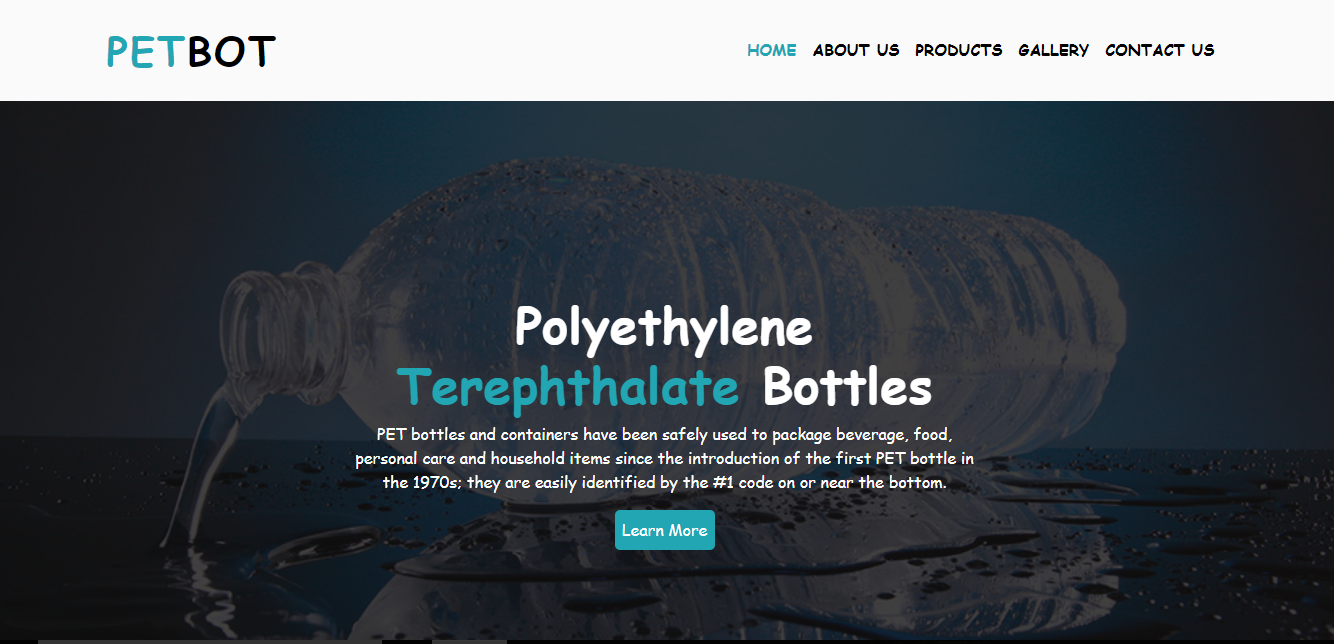 PETBOT
HOME ABOUT US PRODUCTS GALLERY CONTACT US
Polyethylene
Terephthalate Bottles
PET bottles and containers have been safely used to package beverage, food,
personal care and household items since the introduction of the first PET bottle in
the 1970s; they are easily identified by the #1 code on or near the bottom.
Learn More